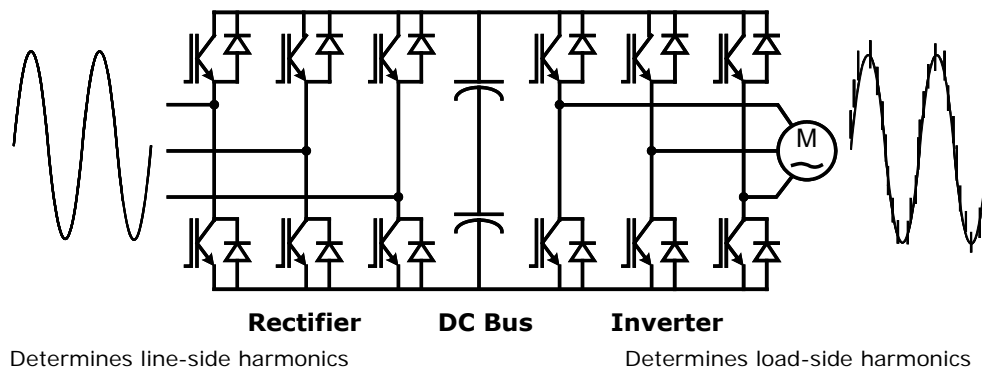 M
Rectifier DC Bus Inverter
Determines line-side harmonics Determines load-side harmonics